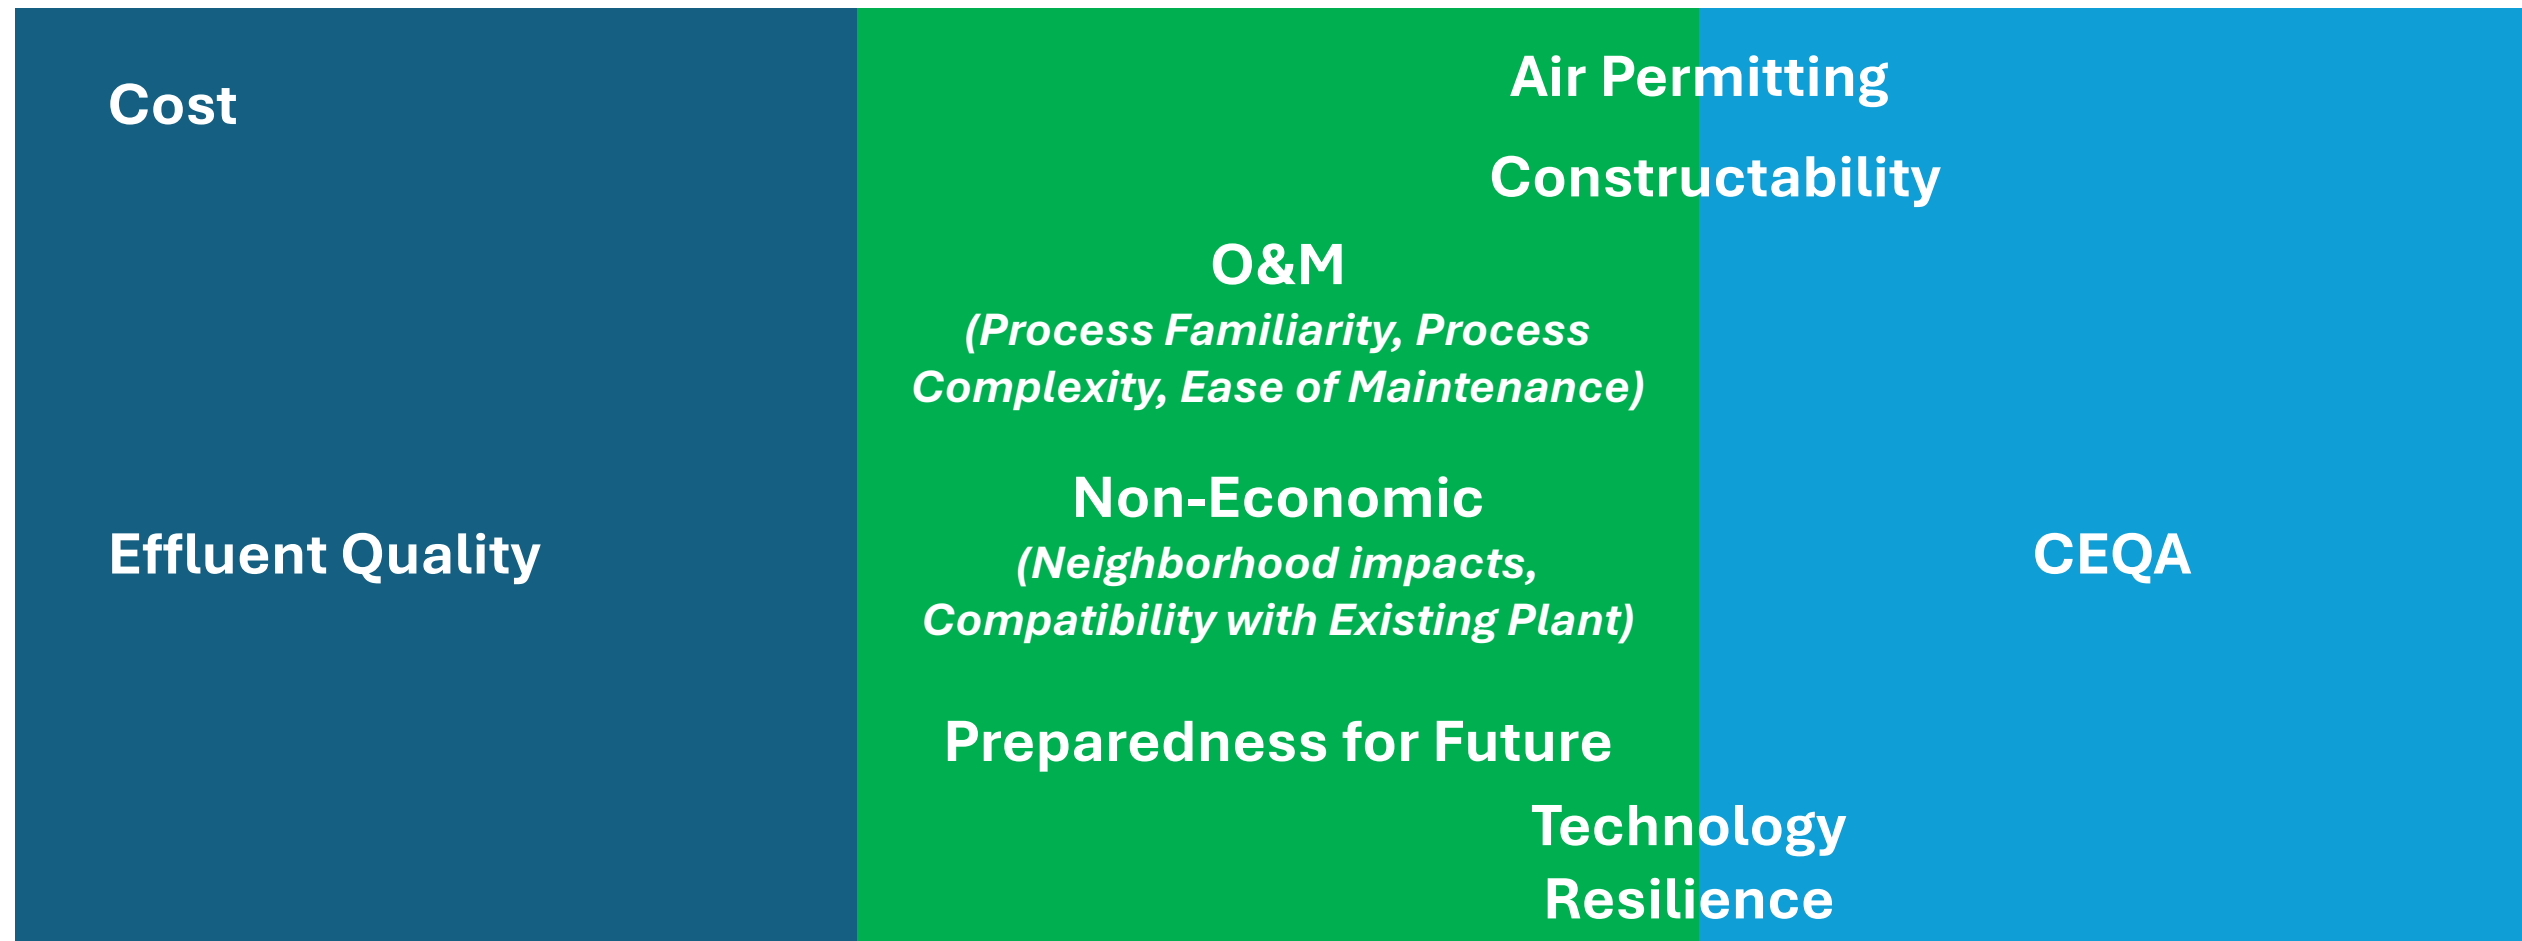 Cost
Effluent Quality
Air Permitting
Constructability
O&M
(Process Familiarity, Process
Complexity, Ease of Maintenance)
Non-Economic
(Neighborhood impacts,
Compatibility with Existing Plant)
Preparedness for Future
Technology
Resilience
CEQA